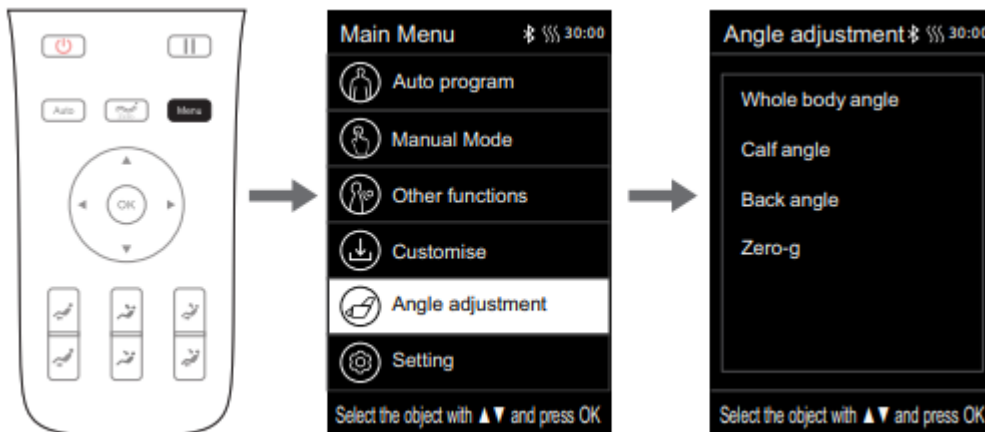 Auto
Menu
OK
Main Menu 30:00
Auto program
Manual Mode
Other functions
Customise
Angle adjustment
Setting
Select the object with ▲▼ and press OK
Angle adjustment 30:00
Whole body angle
Calf angle
Back angle
Zero-g
Select the object with ▲▼ and press OK